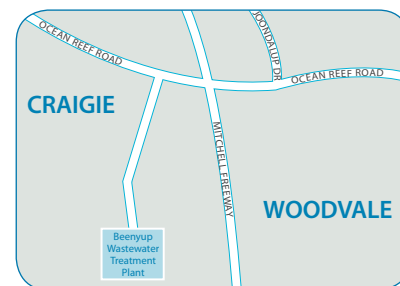 OCEAN REEF ROAD
JOONDALUP DR
OCEAN REEF ROAD
CRAIGIE
MITCHELL FREEWAY
WOODVALE
Beenyup
Wastewater
Treatment
Plant